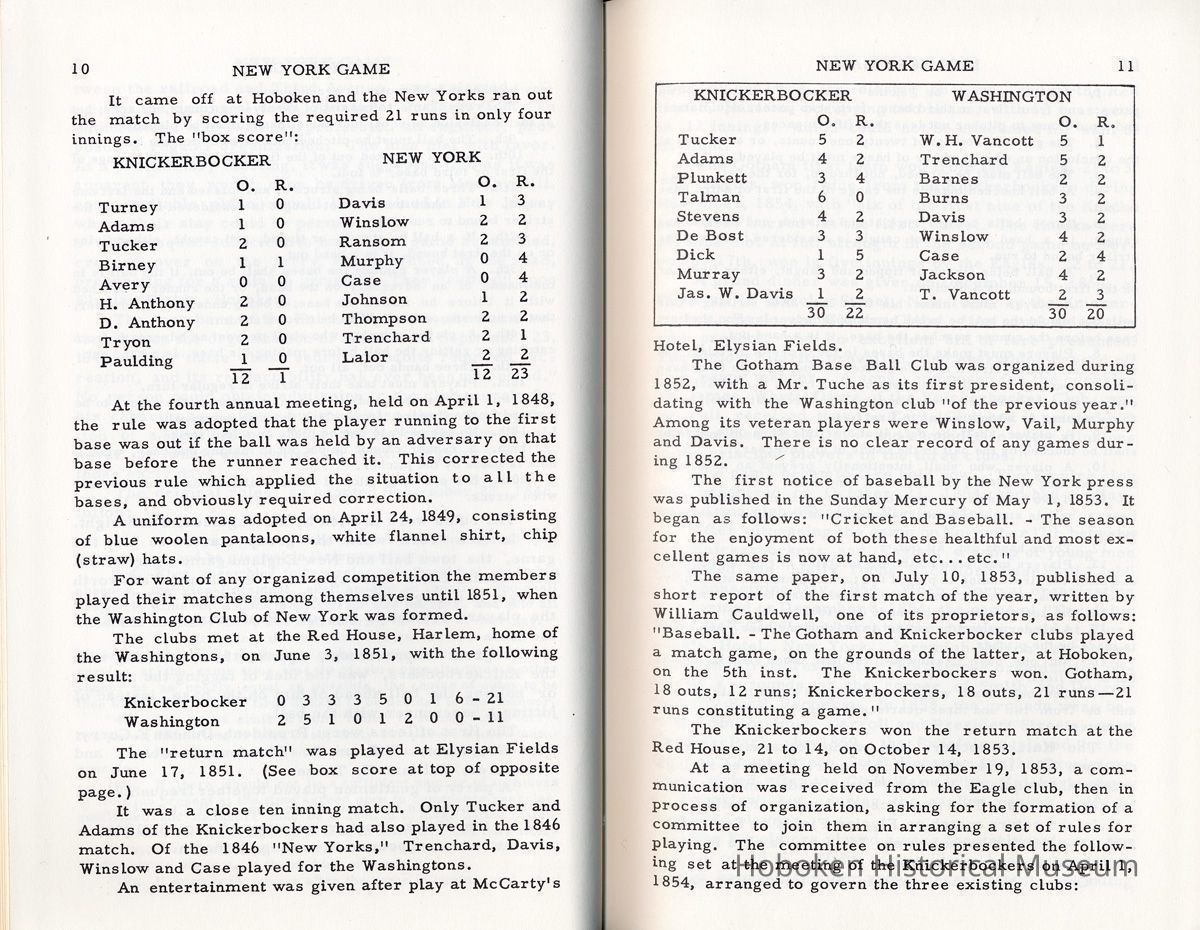 10
NEW YORK GAME
It came off at Hoboken and the New Yorks ran out
the match by scoring the required 21 runs in only four
innings. The "box score":
KNICKERBOCKER NEW YORK
O. R. O. R.
Turney 1 0 Davis 1 3
Adams 1 0 Winslow 2 2
Tucker 2 0 Ransom 2 3
Birney 1 1 Murphy 0 4
Avery 0 0 Case 0 4
H. Anthony 2 0 Johnson 1 2
D. Anthony 2 0 Thompson 2 2
Tryon 2 0 Trenchard 2 1
Paulding 1 0 Lalor 2 2
12 1 12 23
At the fourth annual meeting, held on April 1, 1848,
the rule was adopted that the player running to the first
base was out if the ball was held by an adversary on that
base before the runner reached it. This corrected the
previous rule which applied the situation to all the
bases, and obviously required correction.
A uniform was adopted on April 24, 1849, consisting
of blue woolen pantaloons, white flannel shirt, chip
(straw) hats.
For want of any organized competition the members
played their matches among themselves until 1851, when
the Washington Club of New York was formed.
The clubs met at the Red House, Harlem, home of
the Washingtons, on June 3, 1851, with the following
result:
Knickerbocker 0 3 3 3 5 0 1 6 - 21
Washington 2 5 1 0 1 2 0 0 - 11
The "return match" was played at Elysian Fields
on June 17, 1851. (See box score at top of opposite
page.)
It was a close ten inning match. Only Tucker and
Adams of the Knickerbockers had also played in the 1846
match. Of the 1846 "New Yorks," Trenchard, Davis,
Winslow and Case played for the Washingtons.
An entertainment was given after play at McCarty's
NEW YORK GAME
11
KNICKERBOCKER WASHINGTON
O. R. O. R.
Tucker 5 2 W. H. Vancott 5 1
Adams 4 2 Trenchard 5 2
Plunkett 3 4 Barnes 2 2
Talman 6 0 Burns 3 2
Stevens 4 2 Davis 3 2
De Bost 3 3 Winslow 4 2
Dick 1 5 Case 2 4
Murray 3 2 Jackson 4 2
Jas. W. Davis 1 2 T. Vancott 2 3
30 22 30 20
Hotel, Elysian Fields.
The Gotham Base Ball Club was organized during
1852, with a Mr. Tuche as its first president, consoli-
dating with the Washington club "of the previous year."
Among its veteran players were Winslow, Vail, Murphy
and Davis. There is no clear record of any games dur-
ing 1852.
The first notice of baseball by the New York press
was published in the Sunday Mercury of May 1, 1853. It
began as follows: "Cricket and Baseball. - The season
for the enjoyment of both these healthful and most ex-
cellent games is now at hand, etc...etc."
The same paper, on July 10, 1853, published a
short report of the first match of the year, written by
William Cauldwell, one of its proprietors, as follows:
"Baseball. - The Gotham and Knickerbocker clubs played
a match game, on the grounds of the latter, at Hoboken,
on the 5th inst. The Knickerbockers won. Gotham,
18 outs, 12 runs; Knickerbockers, 18 outs, 21 runs—21
runs constituting a game."
The Knickerbockers won the return match at the
Red House, 21 to 14, on October 14, 1853.
At a meeting held on November 19, 1853, a com-
munication was received from the Eagle club, then in
process of organization, asking for the formation of a
committee to join them in arranging a set of rules for
playing. The committee on rules presented the follow-
ing set at the meeting of the Knickerbockers on April 1,
1854, arranged to govern the three existing clubs:
Hoboken Historical Museum